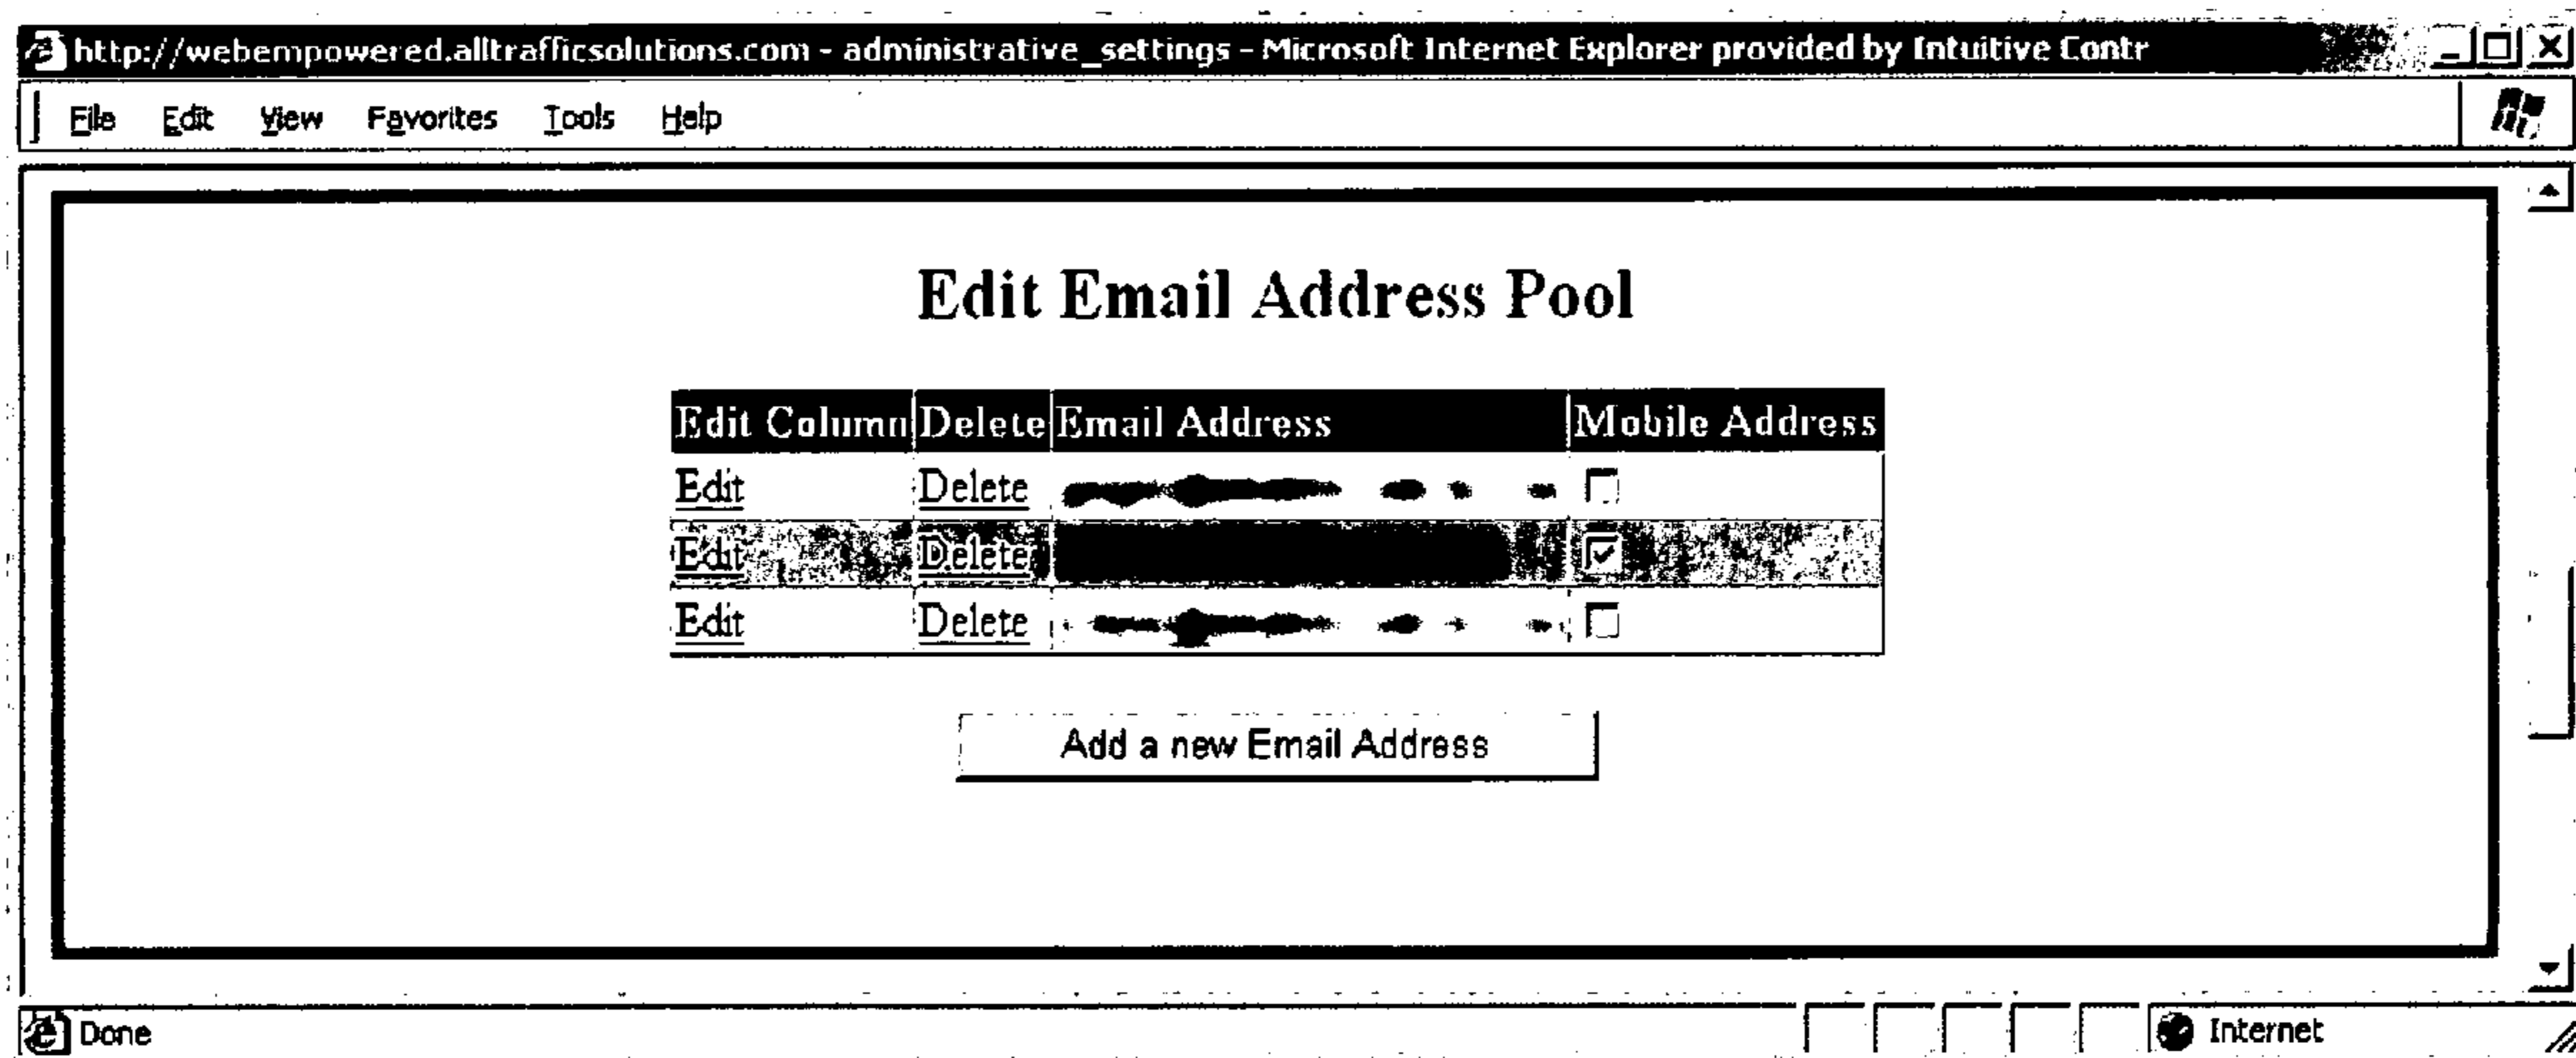 http://webempowered.alltrafficsolutions.com - administrative_settings - Microsoft Internet Explorer provided by Intuitive Contr
File Edit View Favorites Tools Help
Edit Email Address Pool
Edit Column Delete Email Address Mobile Address
Edit Delete
Edit Delete
Edit Delete
Add a new Email Address
Done Internet